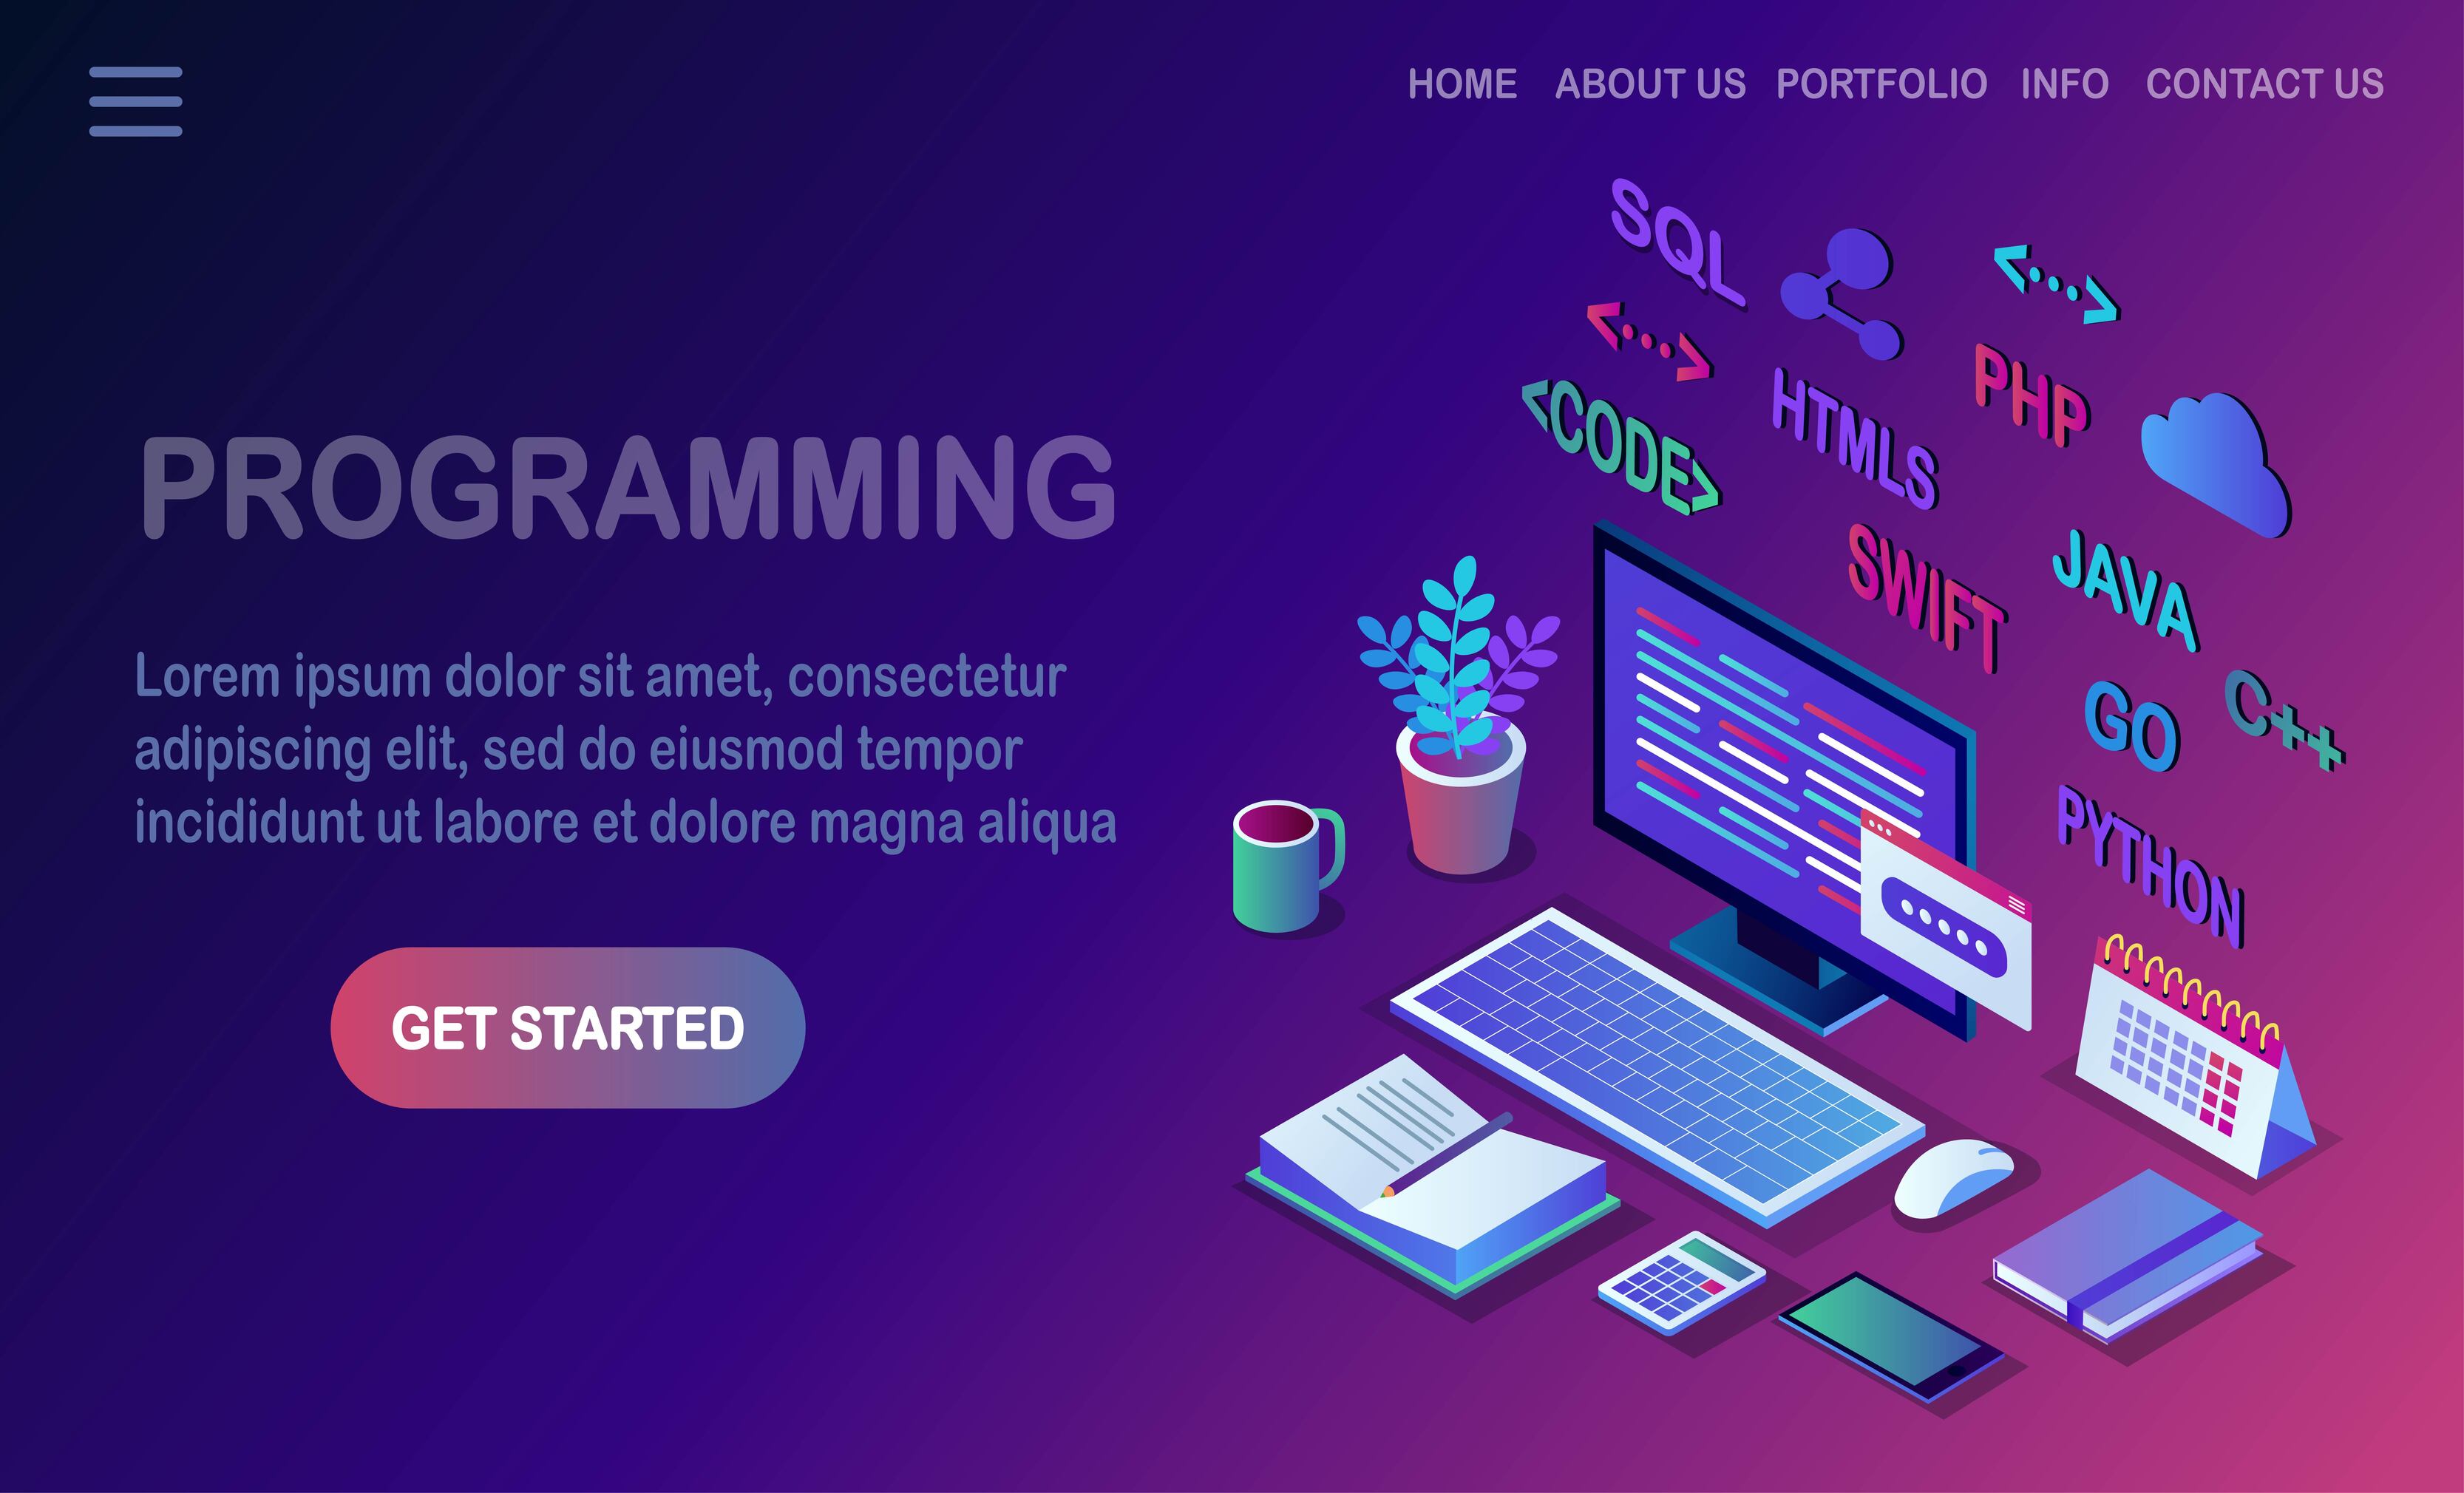 HOME ABOUT US PORTFOLIO INFO CONTACT US
PROGRAMMING
Lorem ipsum dolor sit amet, consectetur
adipiscing elit, sed do eiusmod tempor
incididunt ut labore et dolore magna aliqua
GET STARTED
SQL
<...>
<...>
<CODE>
HTMLS
PHP
SWIFT
JAVA
GO
C++
PYTHON